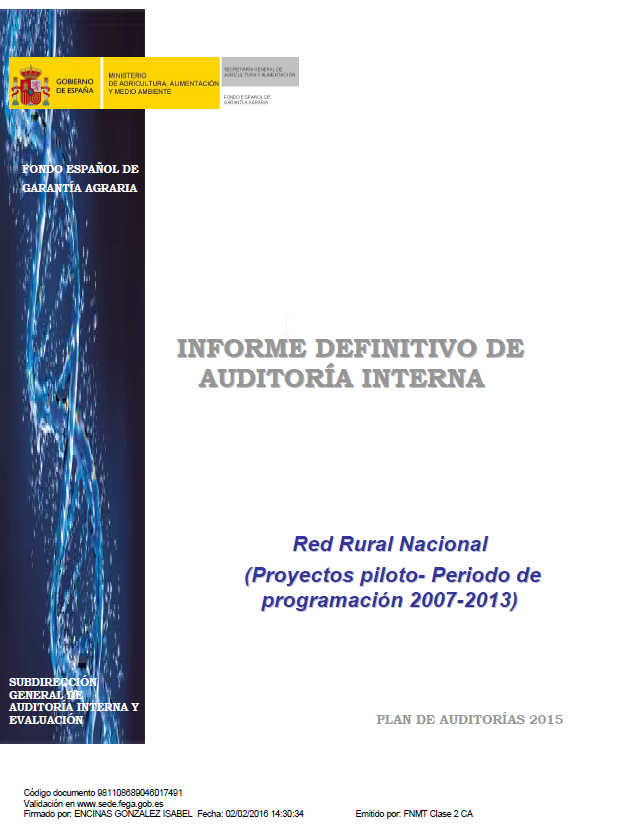 GOBIERNO
DE ESPAÑA
MINISTERIO
DE AGRICULTURA, ALIMENTACIÓN
Y MEDIO AMBIENTE
SECRETARÍA GENERAL DE
AGRICULTURA Y ALIMENTACIÓN
FONDO ESPAÑOL DE
GARANTÍA AGRARIA
FONDO ESPAÑOL DE
GARANTÍA AGRARIA
INFORME DEFINITIVO DE
AUDITORÍA INTERNA
Red Rural Nacional
(Proyectos piloto- Periodo de
programación 2007-2013)
SUBDIRECCIÓN
GENERAL DE
AUDITORÍA INTERNA Y
EVALUACIÓN
PLAN DE AUDITORÍAS 2015
Código documento 981108689046017491
Validación en www.sede.fega.gob.es
Firmado por: ENCINAS GONZÁLEZ ISABEL Fecha: 02/02/2016 14:30:34 Emitido por: FNMT Clase 2 CA